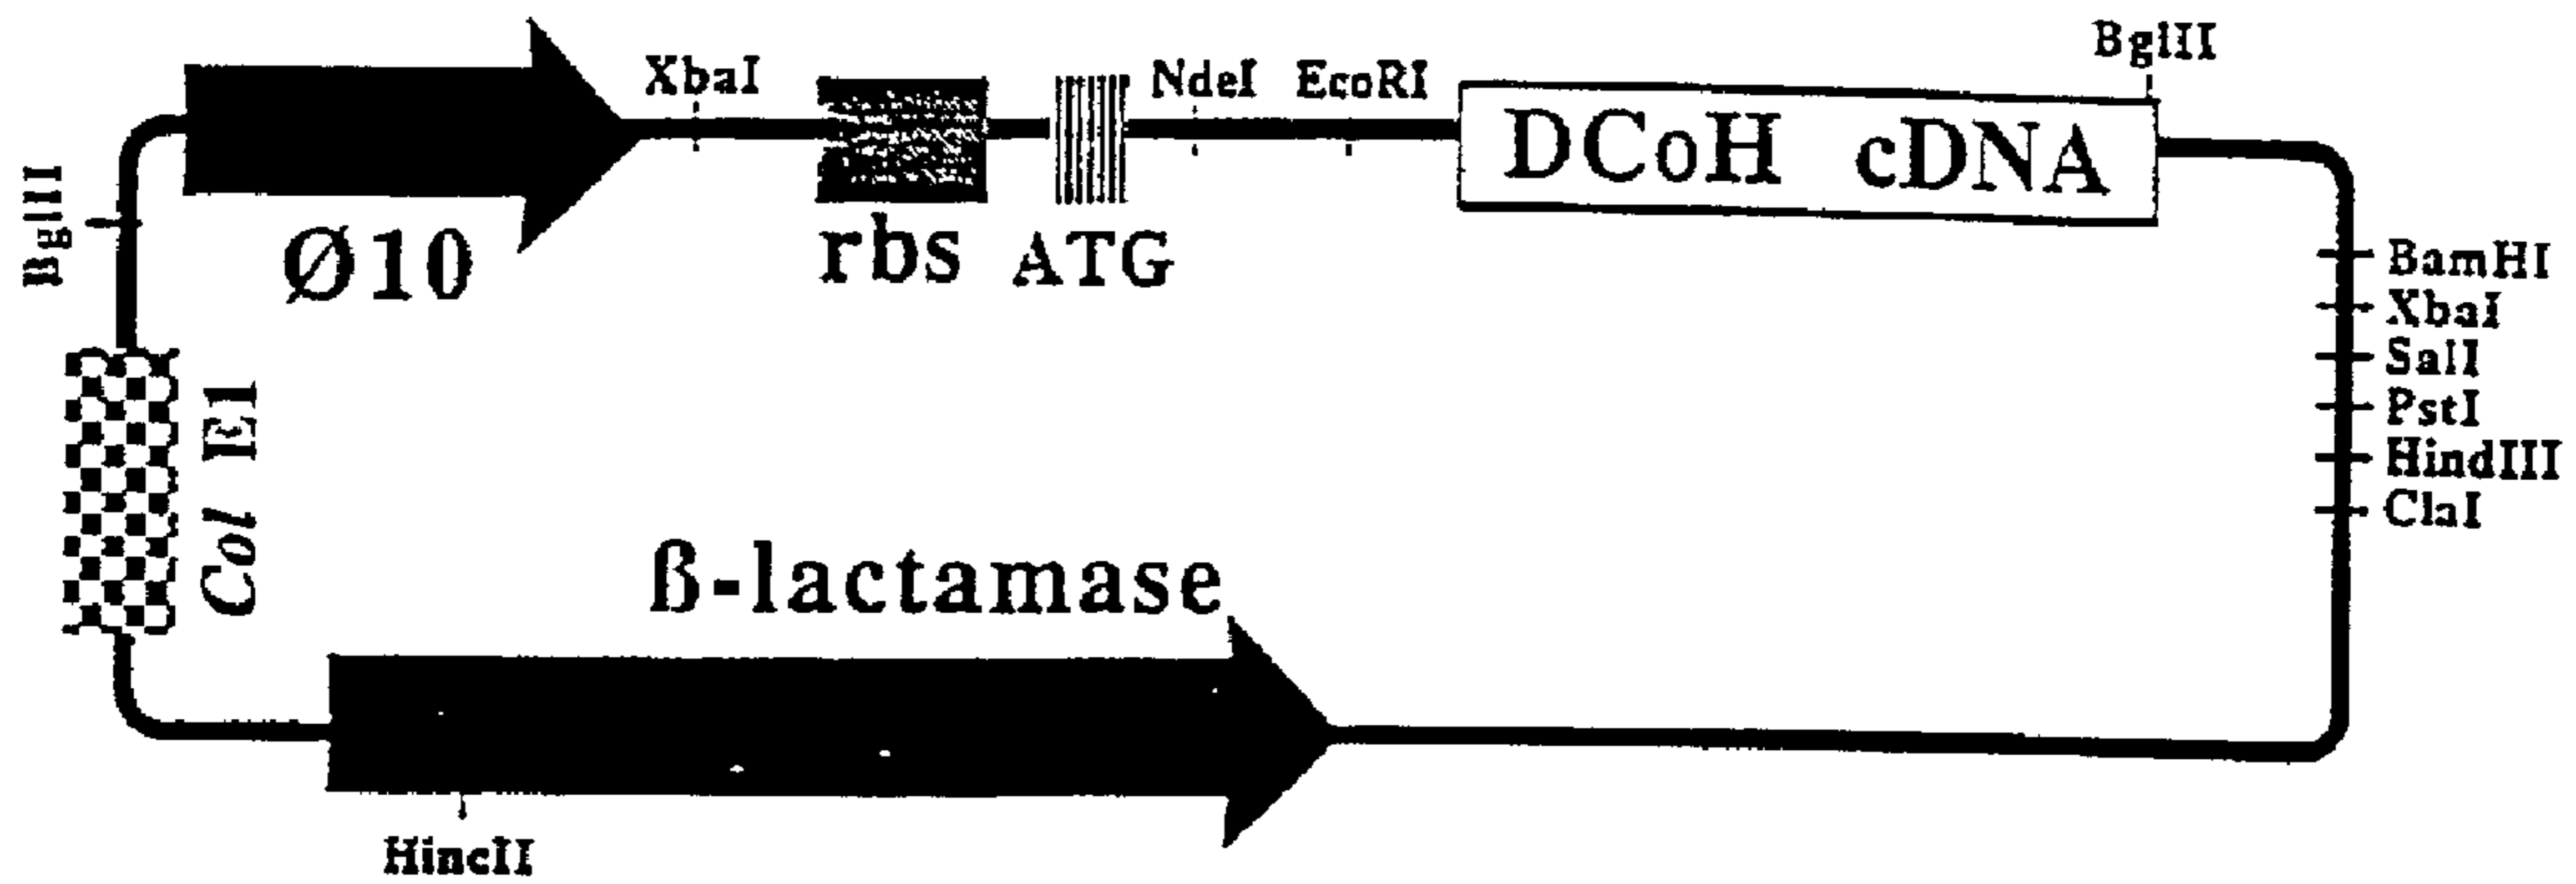 BglII
XbaI
NdeI
EcoRI
DCoH cDNA
BglII
Ø10
rbs
ATG
BamHI
XbaI
SalI
PstI
HindIII
ClaI
Col E1
ß-lactamase
HincII